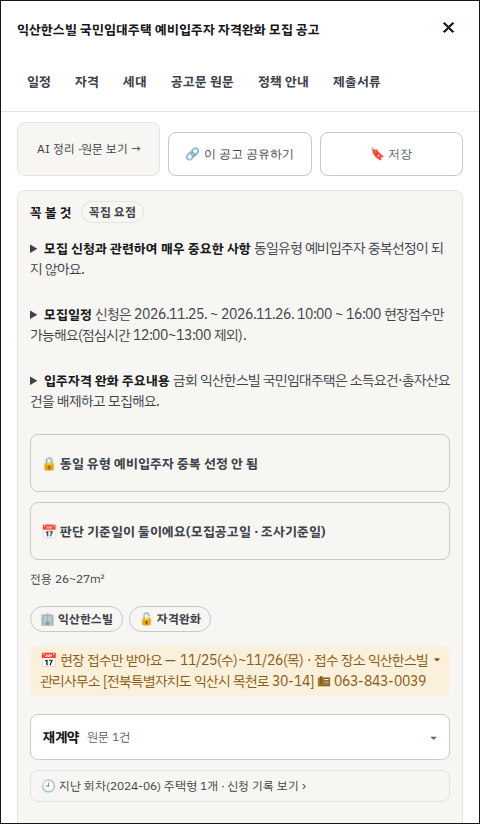 익산한스빌 국민임대주택 예비입주자 자격완화 모집 공고 ✕
일정 자격 세대 공고문 원문 정책 안내 제출서류
AI 정리 ·원문 보기 → 🔗 이 공고 공유하기 🔖 저장
꼭 볼 것 꼭집 요점
▶ 모집 신청과 관련하여 매우 중요한 사항 동일유형 예비입주자 중복선정이 되
지 않아요.
▶ 모집일정 신청은 2026.11.25. ~ 2026.11.26. 10:00 ~ 16:00 현장접수만
가능해요(점심시간 12:00~13:00 제외).
▶ 입주자격 완화 주요내용 금회 익산한스빌 국민임대주택은 소득요건·총자산요
건을 배제하고 모집해요.
🔒 동일 유형 예비입주자 중복 선정 안 됨
📅 판단 기준일이 둘이에요(모집공고일 · 조사기준일)
전용 26~27m²
🏢 익산한스빌 🔓 자격완화
📅 현장 접수만 받아요 — 11/25(수)~11/26(목) · 접수 장소 익산한스빌
관리사무소 [전북특별자치도 익산시 목천로 30-14] ☎ 063-843-0039
재계약 원문 1건
🕘 지난 회차(2024-06) 주택형 1개 · 신청 기록 보기 ›